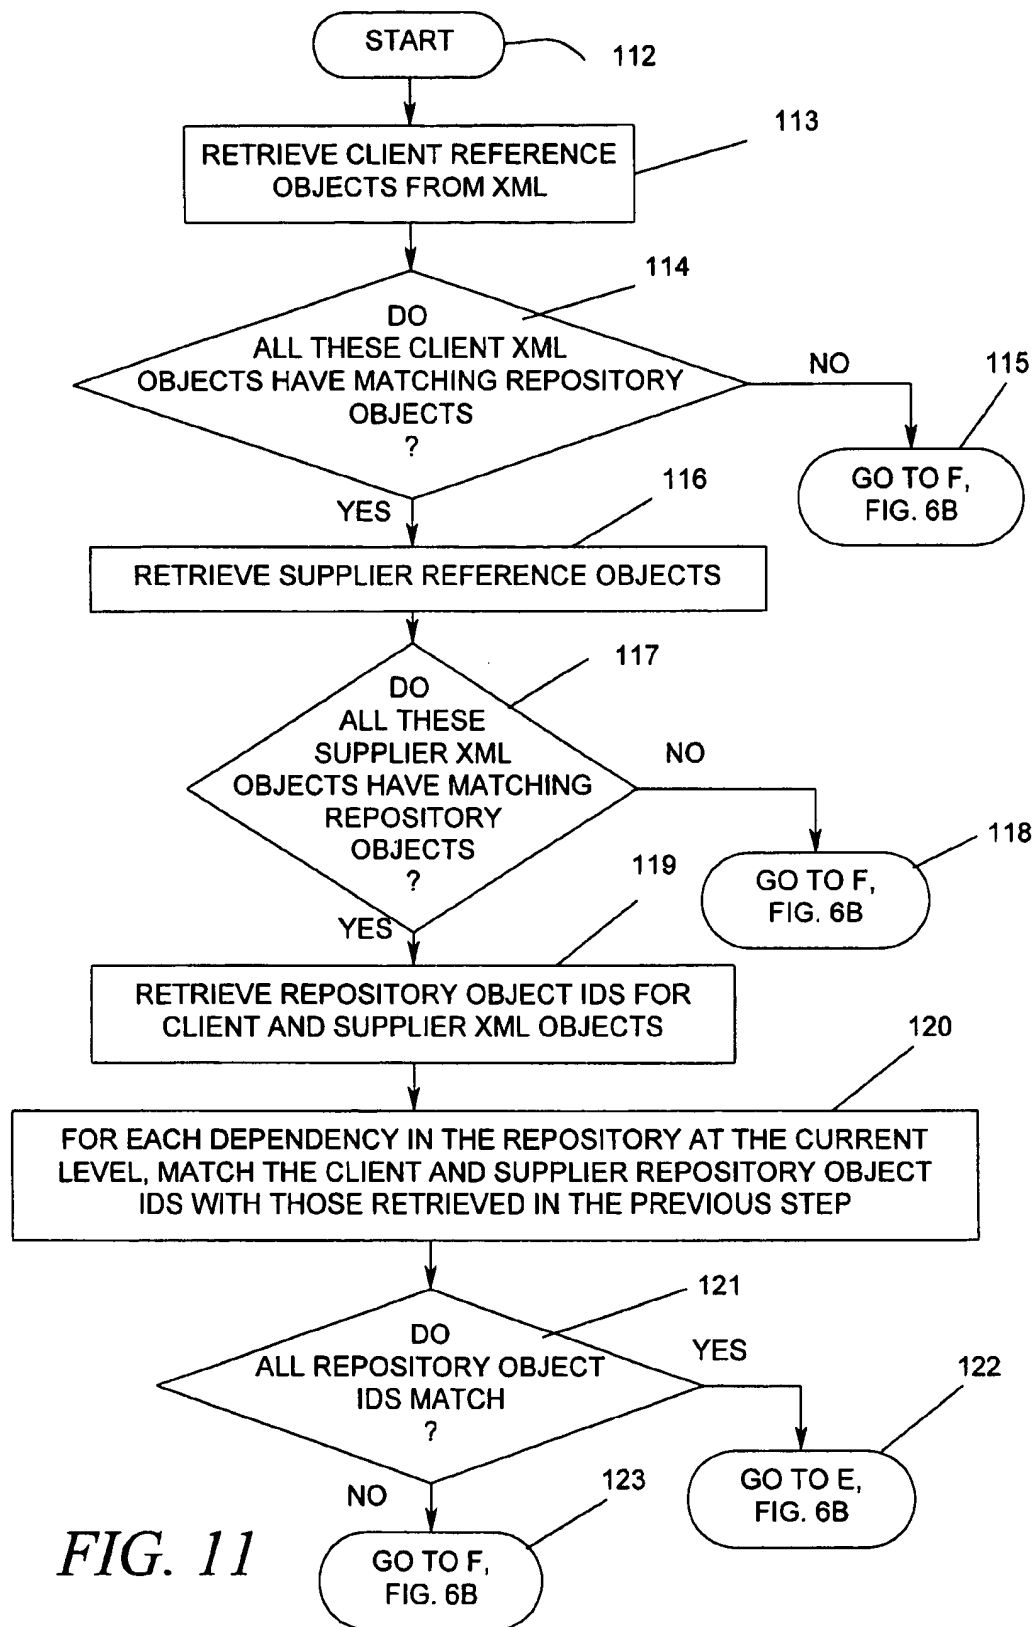 START
112
113
RETRIEVE CLIENT REFERENCE
OBJECTS FROM XML
114
DO
ALL THESE CLIENT XML
OBJECTS HAVE MATCHING REPOSITORY
OBJECTS
?
NO
115
GO TO F,
FIG. 6B
YES
116
RETRIEVE SUPPLIER REFERENCE OBJECTS
117
DO
ALL THESE
SUPPLIER XML
OBJECTS HAVE MATCHING
REPOSITORY
OBJECTS
?
NO
118
GO TO F,
FIG. 6B
YES
119
RETRIEVE REPOSITORY OBJECT IDS FOR
CLIENT AND SUPPLIER XML OBJECTS
120
FOR EACH DEPENDENCY IN THE REPOSITORY AT THE CURRENT
LEVEL, MATCH THE CLIENT AND SUPPLIER REPOSITORY OBJECT
IDS WITH THOSE RETRIEVED IN THE PREVIOUS STEP
121
DO
ALL REPOSITORY OBJECT
IDS MATCH
?
YES
122
GO TO E,
FIG. 6B
NO
123
GO TO F,
FIG. 6B
FIG. 11